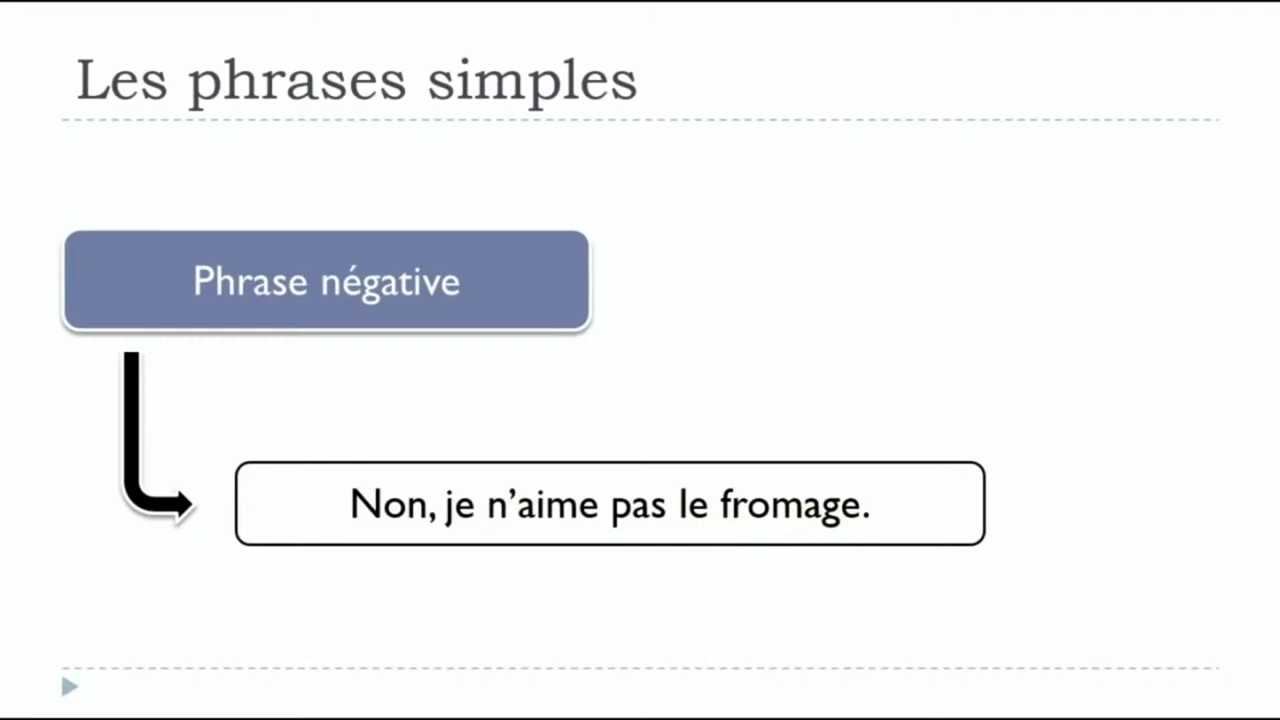 Les phrases simples
Phrase négative
Non, je n’aime pas le fromage.